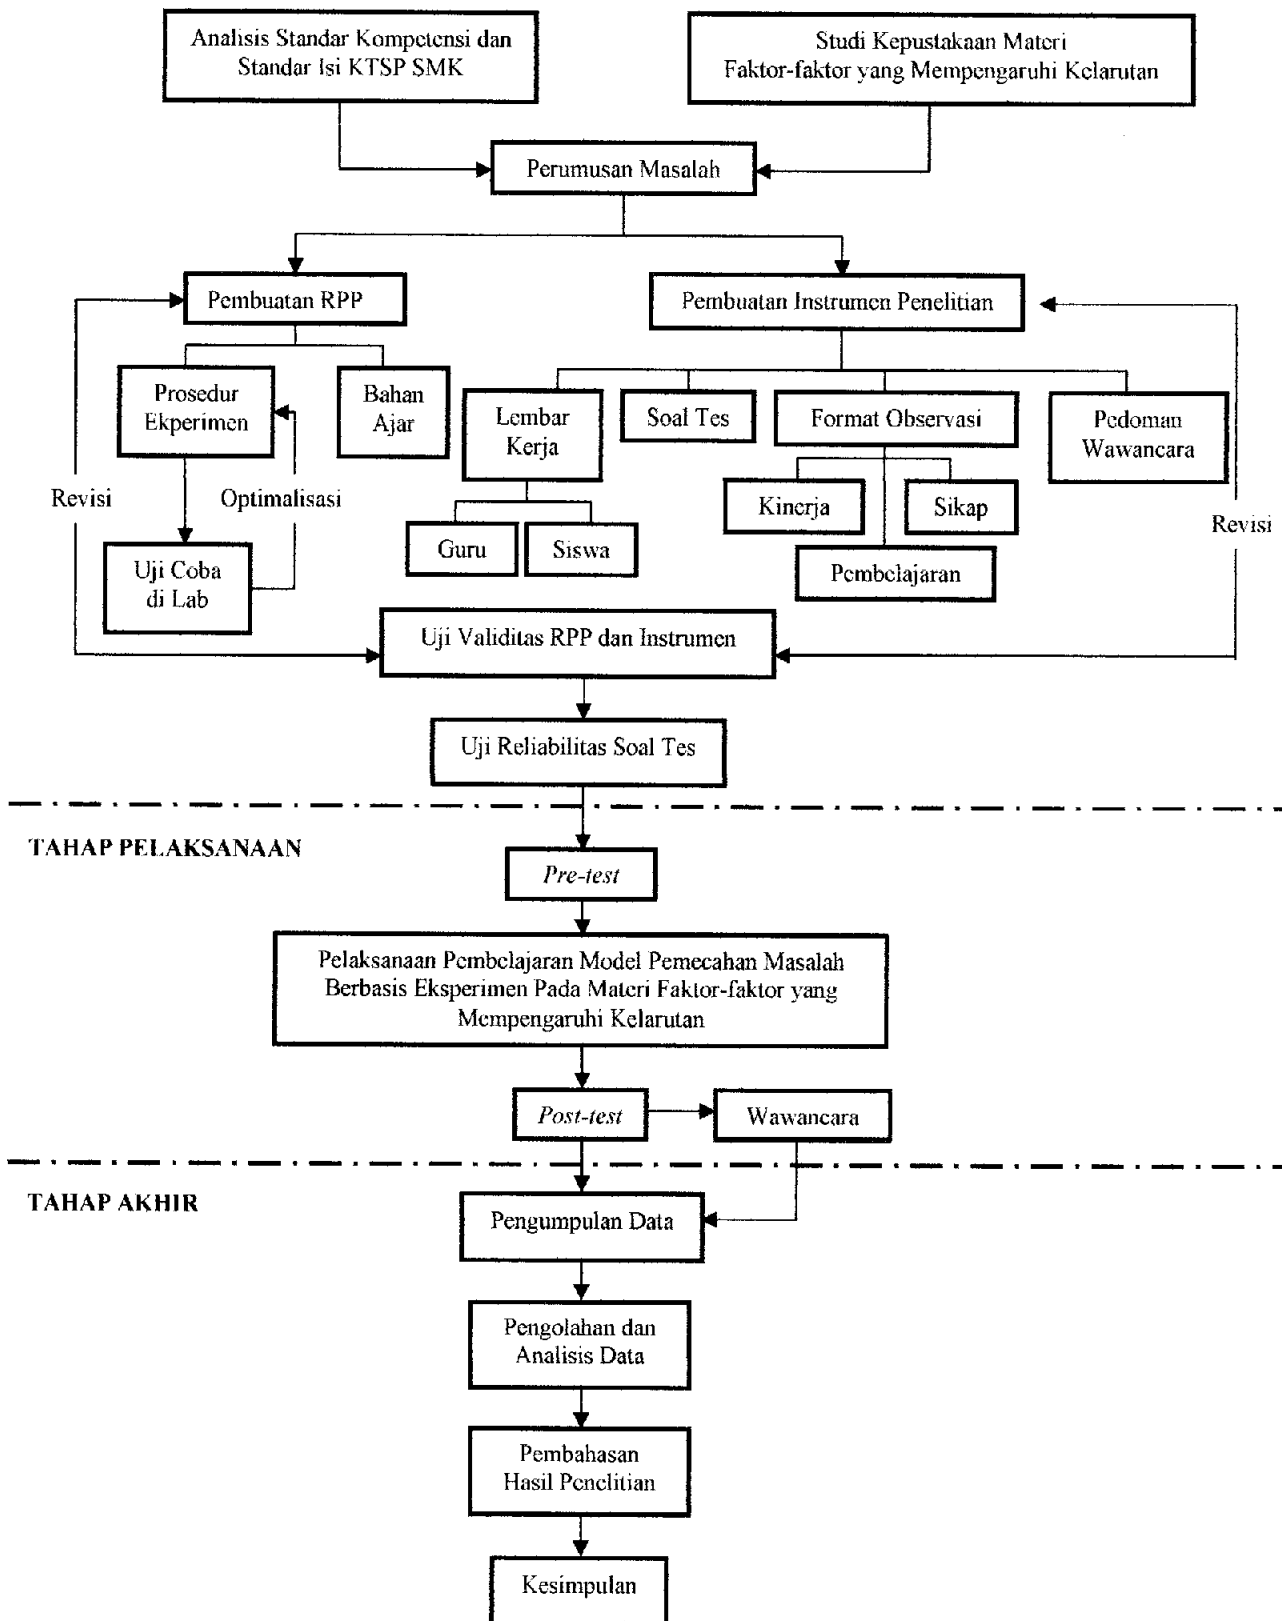 Analisis Standar Kompetensi dan
Standar Isi KTSP SMK
Studi Kepustakaan Materi
Faktor-faktor yang Mempengaruhi Kelarutan
Perumusan Masalah
Pembuatan RPP
Pembuatan Instrumen Penelitian
Prosedur
Ekperimen
Bahan
Ajar
Lembar
Kerja
Soal Tes
Format Observasi
Pedoman
Wawancara
Revisi
Optimalisasi
Kinerja
Sikap
Revisi
Guru
Siswa
Pembelajaran
Uji Coba
di Lab
Uji Validitas RPP dan Instrumen
Uji Reliabilitas Soal Tes
TAHAP PELAKSANAAN
Pre-test
Pelaksanaan Pembelajaran Model Pemecahan Masalah
Berbasis Eksperimen Pada Materi Faktor-faktor yang
Mempengaruhi Kelarutan
Post-test
Wawancara
TAHAP AKHIR
Pengumpulan Data
Pengolahan dan
Analisis Data
Pembahasan
Hasil Penelitian
Kesimpulan